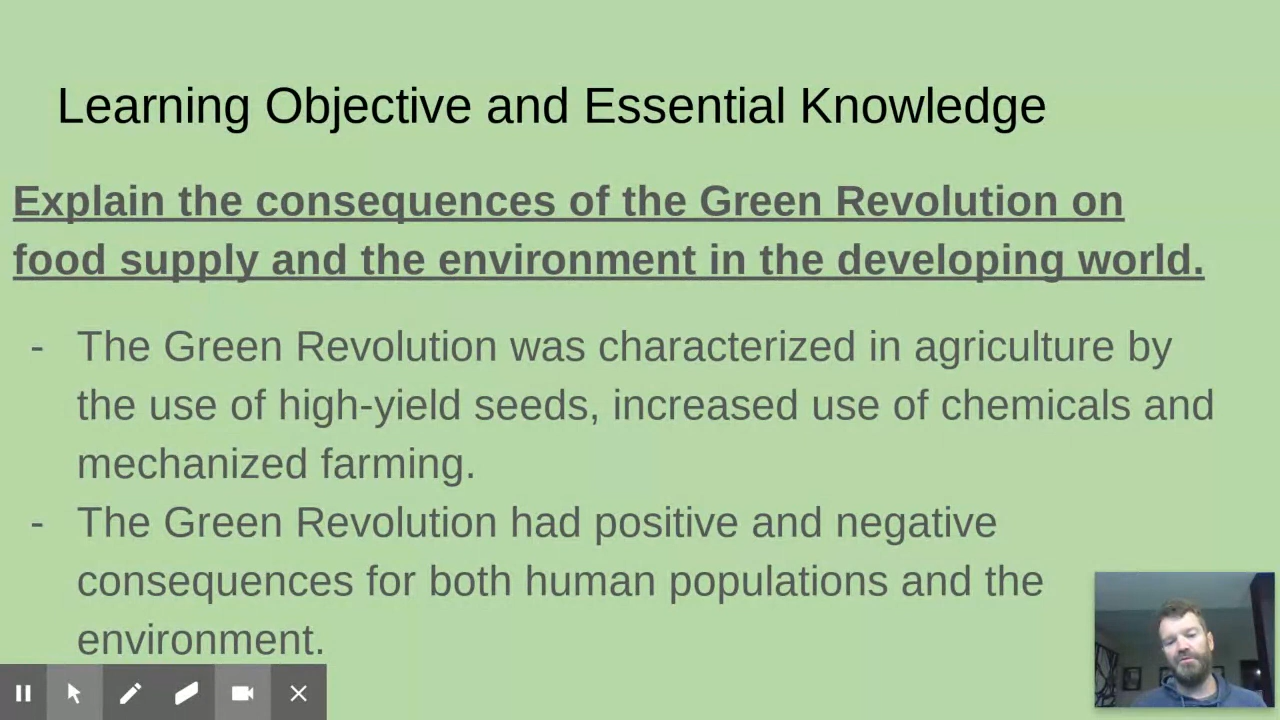 Learning Objective and Essential Knowledge
Explain the consequences of the Green Revolution on
food supply and the environment in the developing world.
- The Green Revolution was characterized in agriculture by
the use of high-yield seeds, increased use of chemicals and
mechanized farming.
- The Green Revolution had positive and negative
consequences for both human populations and the
environment.